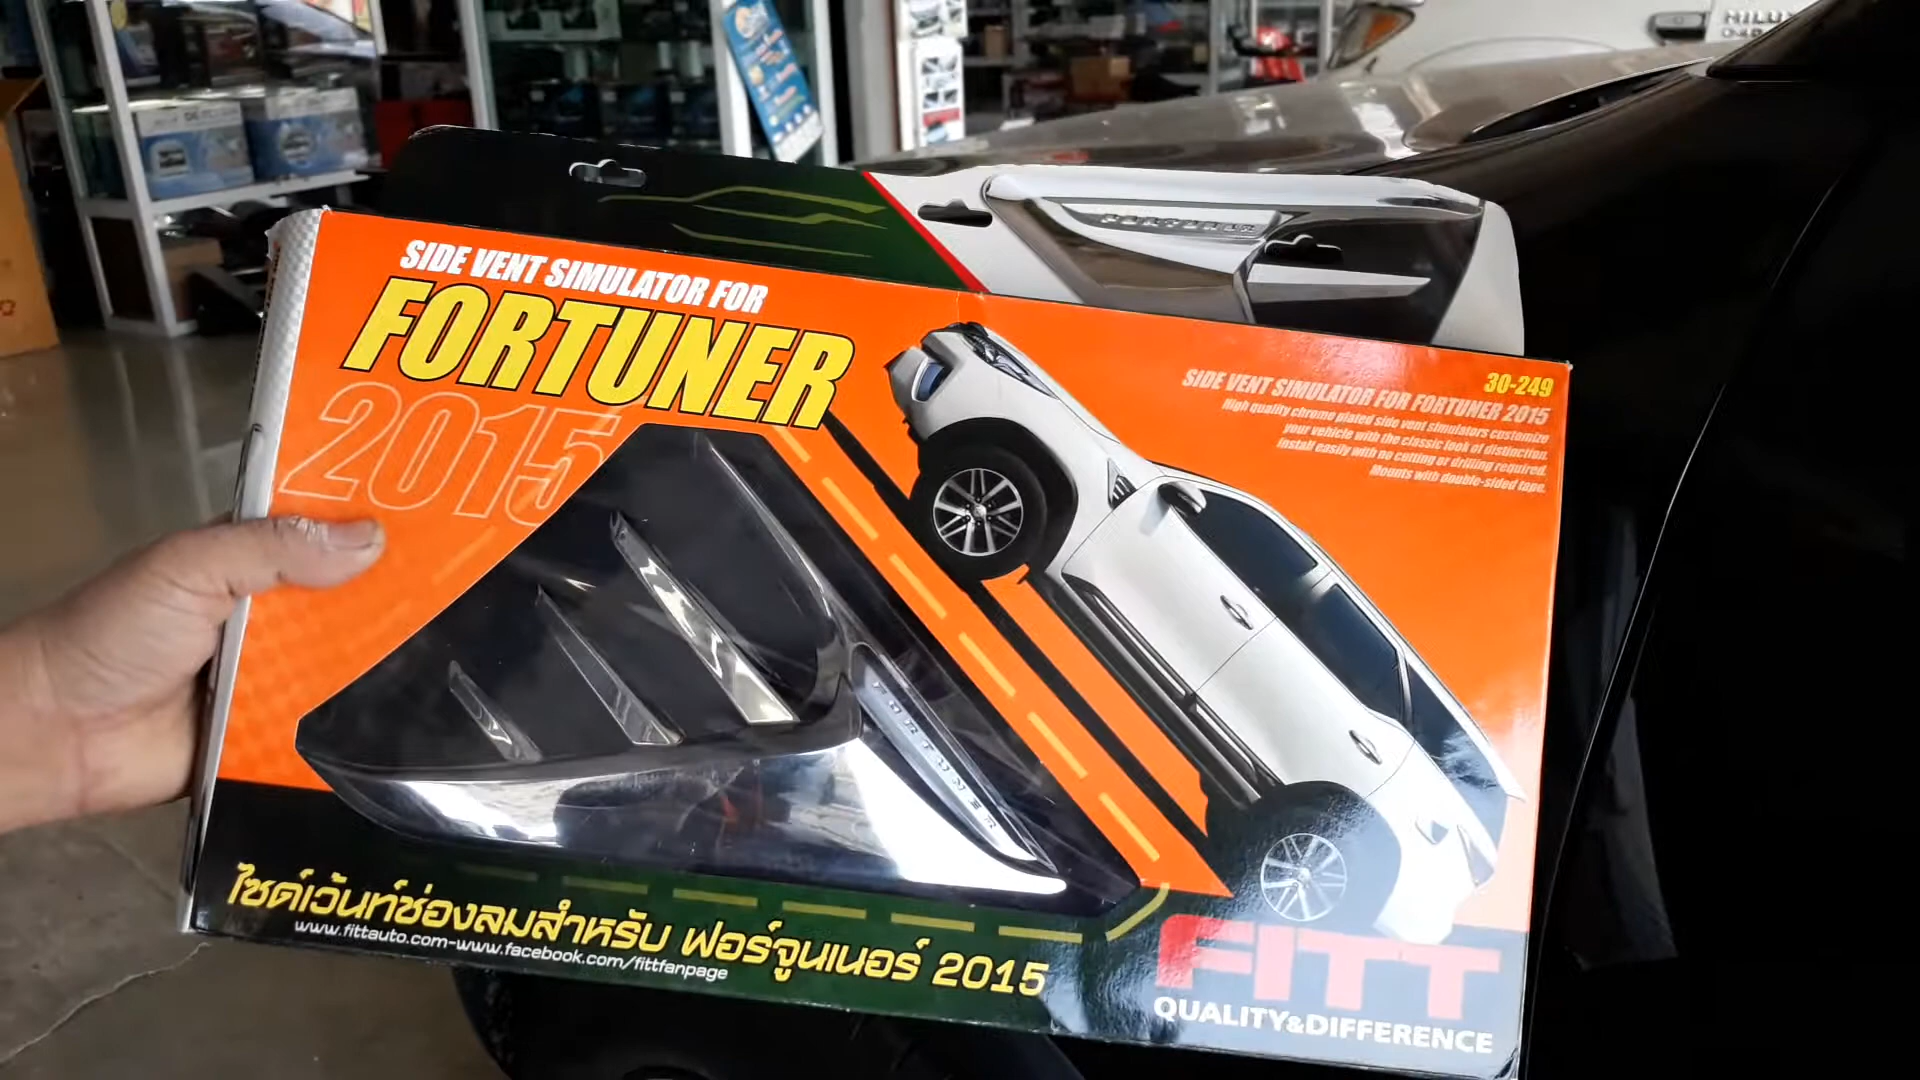 HILUX
FORTUNER
SIDE VENT SIMULATOR FOR
FORTUNER
2015
30-249
SIDE VENT SIMULATOR FOR FORTUNER 2015
High quality chrome plated side vent simulators customize
your vehicle with the classic look of distinction.
Install easily with no cutting or drilling required.
Mounts with double-sided tape.
FORTUNER
ไซด์เว้นท์ช่องลมสำหรับ ฟอร์จูนเนอร์ 2015
www.fittauto.com-www.facebook.com/fittfanpage
FITT
QUALITY&DIFFERENCE